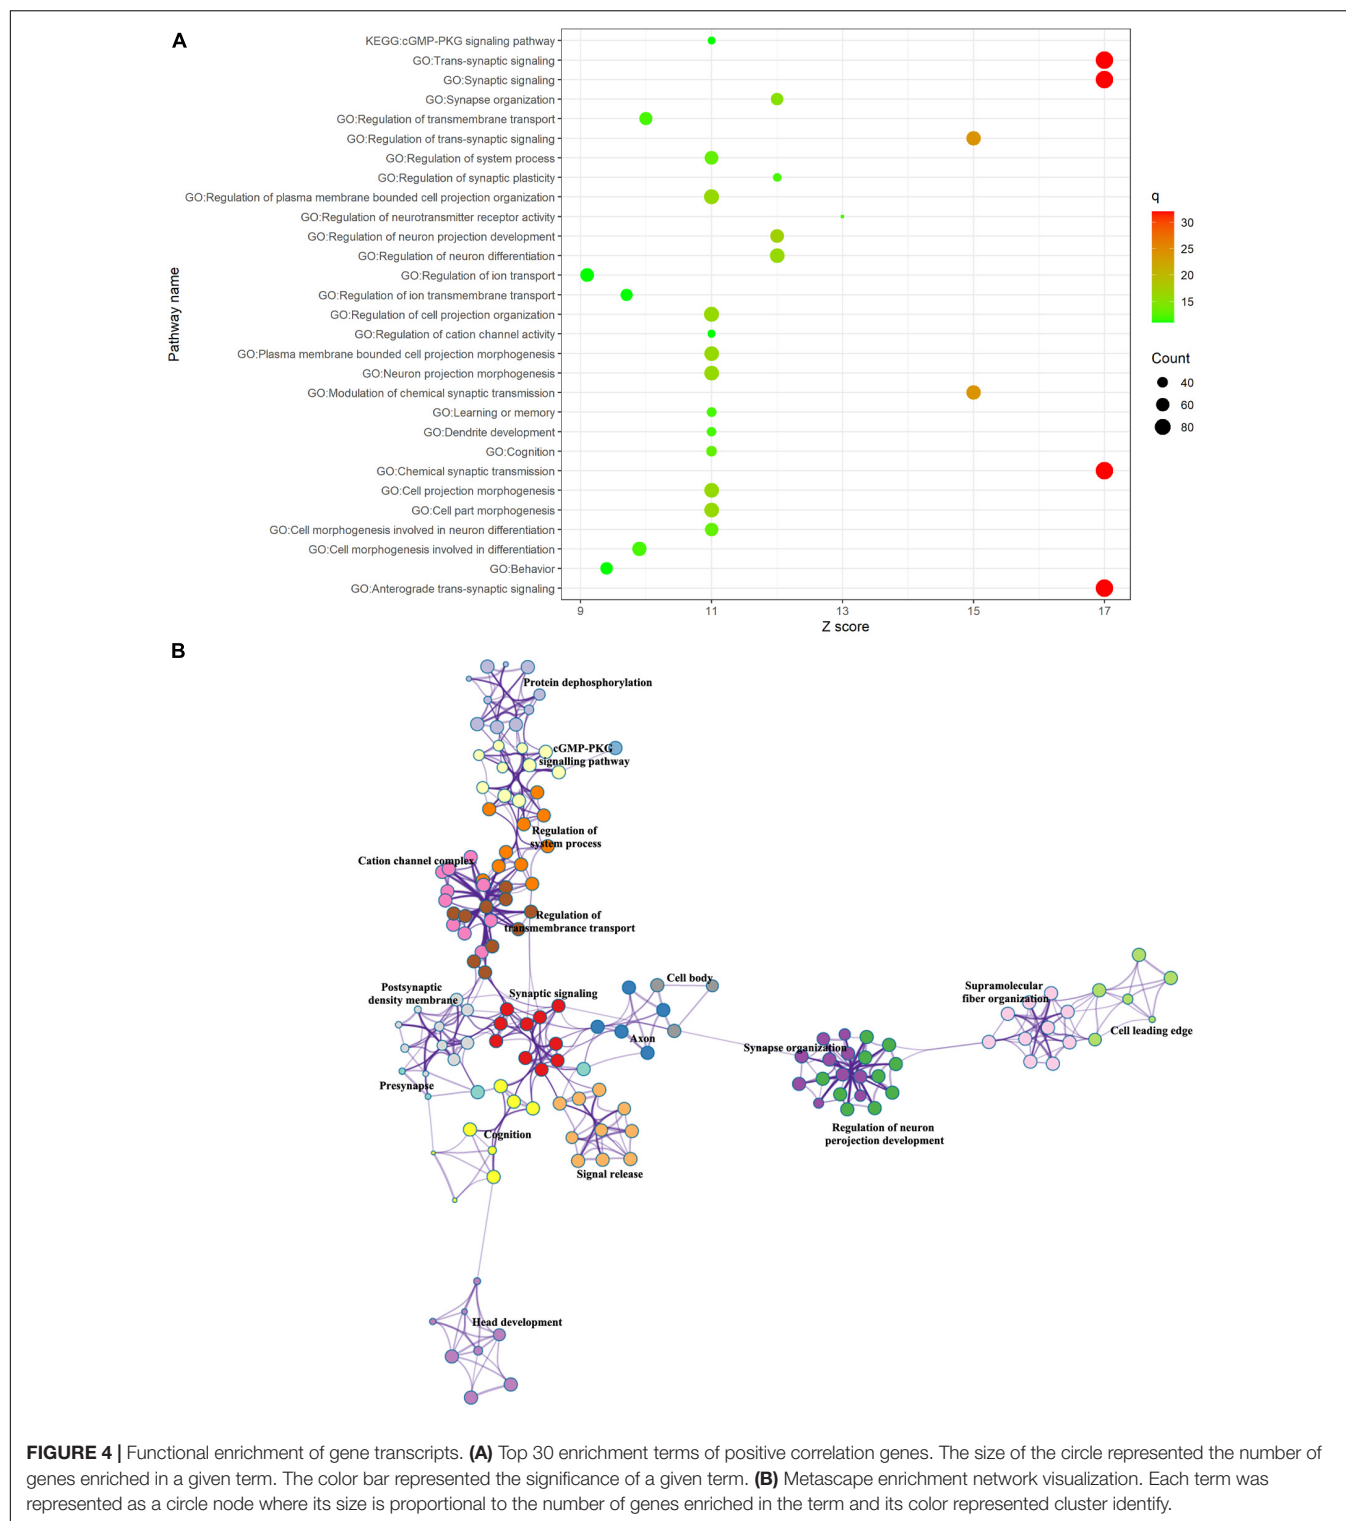 A
KEGG:cGMP-PKG signaling pathway
GO:Trans-synaptic signaling
GO:Synaptic signaling
GO:Synapse organization
GO:Regulation of transmembrane transport
GO:Regulation of trans-synaptic signaling
GO:Regulation of system process
GO:Regulation of synaptic plasticity
GO:Regulation of plasma membrane bounded cell projection organization
GO:Regulation of neurotransmitter receptor activity
GO:Regulation of neuron projection development
GO:Regulation of neuron differentiation
GO:Regulation of ion transport
GO:Regulation of ion transmembrane transport
GO:Regulation of cell projection organization
GO:Regulation of cation channel activity
GO:Plasma membrane bounded cell projection morphogenesis
GO:Neuron projection morphogenesis
GO:Modulation of chemical synaptic transmission
GO:Learning or memory
GO:Dendrite development
GO:Cognition
GO:Chemical synaptic transmission
GO:Cell projection morphogenesis
GO:Cell part morphogenesis
GO:Cell morphogenesis involved in neuron differentiation
GO:Cell morphogenesis involved in differentiation
GO:Behavior
GO:Anterograde trans-synaptic signaling
Pathway name
9 11 13 15 17
Z score
q
30
25
20
15
Count
40
60
80
B
Protein dephosphorylation
cGMP-PKG
signalling pathway
Regulation of
system process
Cation channel complex
Regulation of
transmembrance transport
Postsynaptic
density membrane
Synaptic signaling
Cell body
Axon
Presynapse
Cognition
Signal release
Head development
Synapse organization
Regulation of neuron
perojection development
Supramolecular
fiber organization
Cell leading edge
FIGURE 4 | Functional enrichment of gene transcripts. (A) Top 30 enrichment terms of positive correlation genes. The size of the circle represented the number of
genes enriched in a given term. The color bar represented the significance of a given term. (B) Metascape enrichment network visualization. Each term was
represented as a circle node where its size is proportional to the number of genes enriched in the term and its color represented cluster identify.